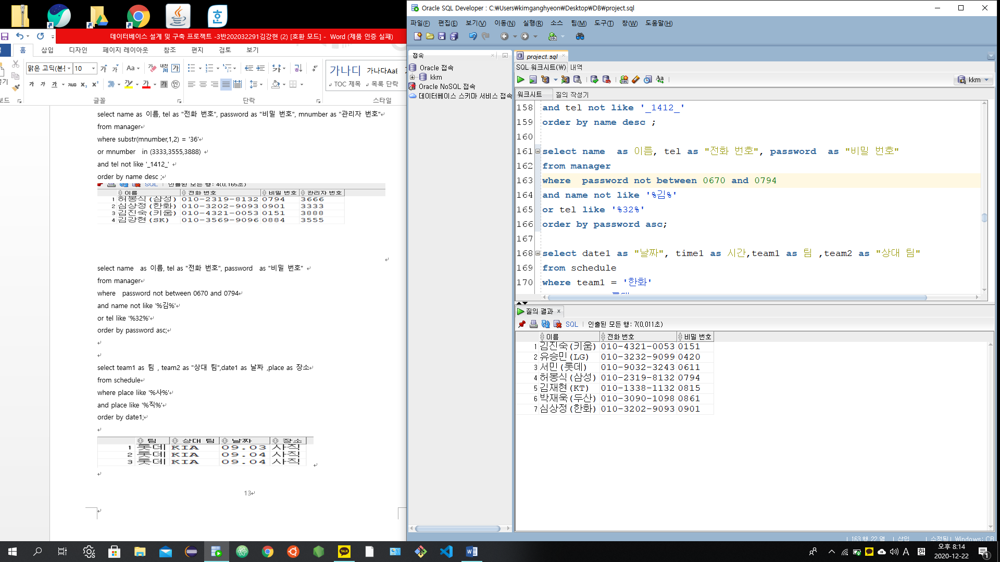 데이터베이스 설계 및 구축 프로젝트 -3반202032291김강현 (2) [호환 모드] - Word (제품 인증 실패)
홈 삽입 디자인 페이지 레이아웃 참조 편지 검토 보기
10
가나디 가나다AaE
TOC 제목 목록 단락
글꼴 단락 스타일
select name as 이름, tel as "전화 번호", password as "비밀 번호", mnumber as "관리자 번호"
from manager
where substr(mnumber,1,2) = '36'
or mnumber in (3333,3555,3888)
and tel not like '_1412_'
order by name desc ;
SQL | 인출된 모든 행: 4(0,165초)
이름 전화 번호 비밀 번호 관리자 번호
1 허봉식(삼성) 010-2319-8132 0794 3666
2 심상정(한화) 010-3202-9093 0901 3333
3 김진숙(키움) 010-4321-0053 0151 3888
4 김강현(SK) 010-3569-9096 0884 3555
select name as 이름, tel as "전화 번호", password as "비밀 번호"
from manager
where password not between 0670 and 0794
and name not like '%김%'
or tel like '%32%'
order by password asc;
select team1 as 팀 , team2 as "상대 팀",date1 as 날짜 ,place as 장소
from schedule
where place like '%사%'
and place like '%직%'
order by date1;
팀 상대 팀 날짜 장소
1 롯데 KIA 09.03 사직
2 롯데 KIA 09.04 사직
3 롯데 KIA 09.04 사직
13
Oracle SQL Developer : C:₩Users₩kimganghyeon₩Desktop₩DB₩project.sql
파일(F) 편집(E) 보기(V) 이동(N) 실행(R) 소스 팀(M) 도구(T) 창(W) 도움말(H)
접속
Oracle 접속
kkm
Oracle NoSQL 접속
데이터베이스 스키마 서비스 접속
project.sql
SQL 워크시트(W) 내역
kkm
워크시트 질의 작성기
158 and tel not like '_1412_'
159 order by name desc ;
160
161 select name as 이름, tel as "전화 번호", password as "비밀 번호"
162 from manager
163 where password not between 0670 and 0794
164 and name not like '%김%'
165 or tel like '%32%'
166 order by password asc;
167
168 select date1 as "날짜", time1 as 시간,team1 as 팀 ,team2 as "상대 팀"
169 from schedule
170 where team1 = '한화'
질의 결과
SQL | 인출된 모든 행: 7(0,011초)
이름 전화 번호 비밀 번호
1 김진숙(키움) 010-4321-0053 0151
2 유승민(LG) 010-3232-9099 0420
3 서민(롯데) 010-9032-3243 0611
4 허봉식(삼성) 010-2319-8132 0794
5 김재현(KT) 010-1338-1132 0815
6 박재욱(두산) 010-3090-1098 0861
7 심상정(한화) 010-3202-9093 0901
163 행 22 열 | 삽입 | 수정됨 | Windows: CR
TALK
A 한 오후 8:14
2020-12-22
1